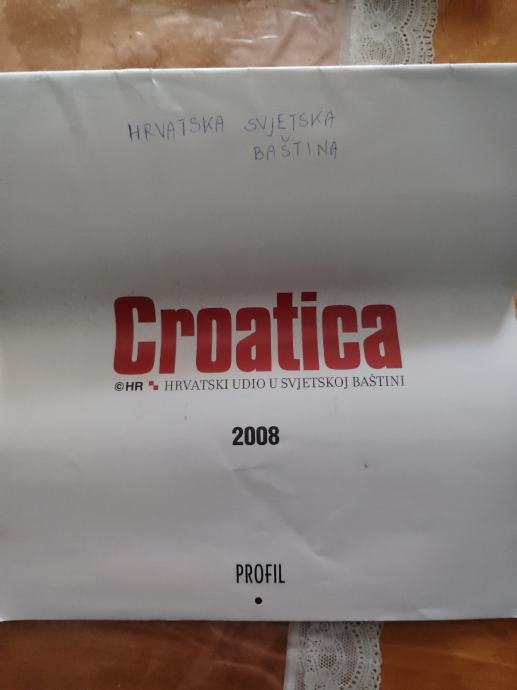 HRVATSKA SVJETSKA
BAŠTINA
Croatica
©HR HRVATSKI UDIO U SVJETSKOJ BAŠTINI
2008
PROFIL